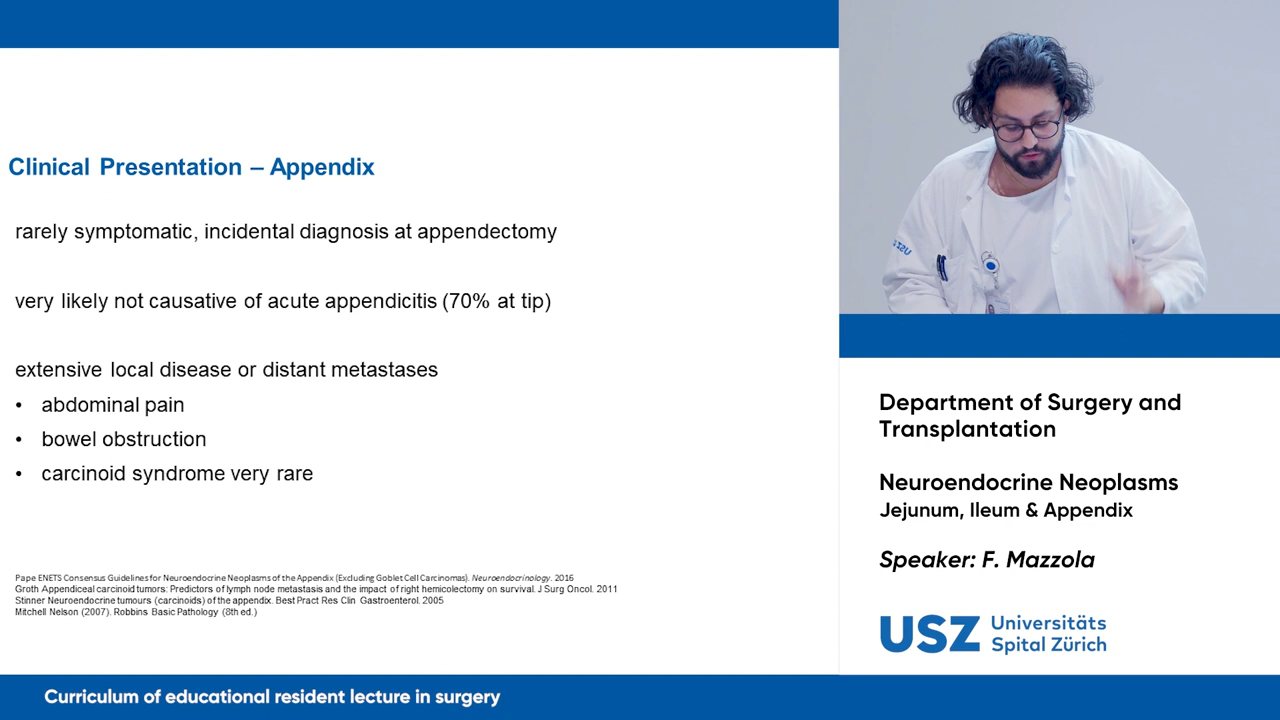 Clinical Presentation – Appendix
rarely symptomatic, incidental diagnosis at appendectomy
very likely not causative of acute appendicitis (70% at tip)
extensive local disease or distant metastases
• abdominal pain
• bowel obstruction
• carcinoid syndrome very rare
Pape ENETS Consensus Guidelines for Neuroendocrine Neoplasms of the Appendix (Excluding Goblet Cell Carcinomas). Neuroendocrinology. 2016
Groth Appendiceal carcinoid tumors: Predictors of lymph node metastasis and the impact of right hemicolectomy on survival. J Surg Oncol. 2011
Stinner Neuroendocrine tumours (carcinoids) of the appendix. Best Pract Res Clin Gastroenterol. 2005
Mitchell Nelson (2007). Robbins Basic Pathology (8th ed.)
USZ
Department of Surgery and
Transplantation
Neuroendocrine Neoplasms
Jejunum, Ileum & Appendix
Speaker: F. Mazzola
USZ Universitäts
Spital Zürich
Curriculum of educational resident lecture in surgery